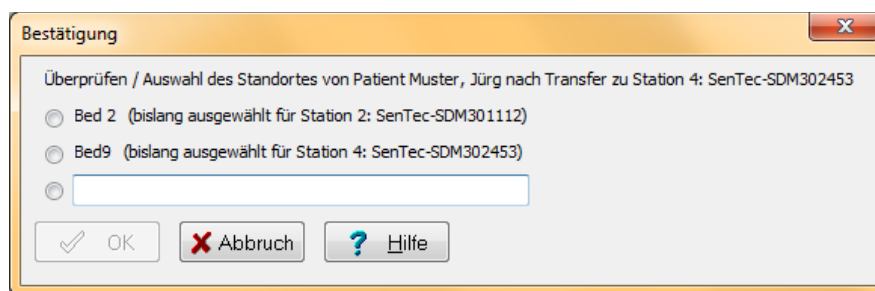 Bestätigung
X
Überprüfen / Auswahl des Standortes von Patient Muster, Jürg nach Transfer zu Station 4: SenTec-SDM302453
Bed 2 (bislang ausgewählt für Station 2: SenTec-SDM301112)
Bed9 (bislang ausgewählt für Station 4: SenTec-SDM302453)
OK Abbruch ? Hilfe